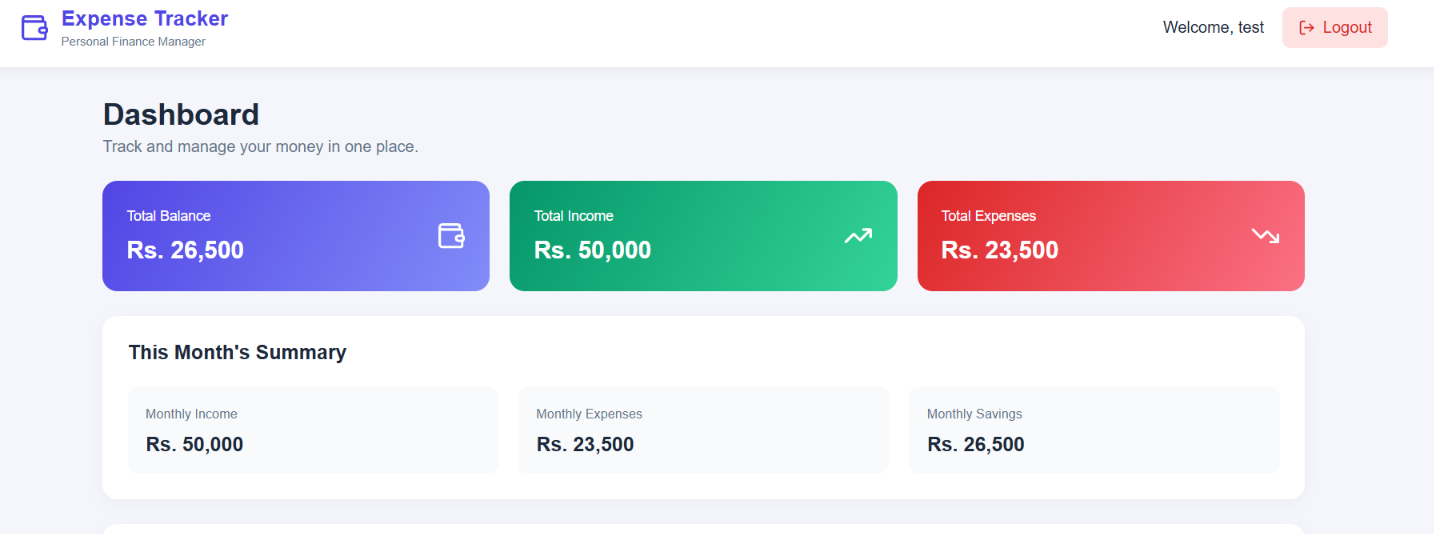 Expense Tracker
Personal Finance Manager
Welcome, test
Logout
Dashboard
Track and manage your money in one place.
Total Balance
Rs. 26,500
Total Income
Rs. 50,000
Total Expenses
Rs. 23,500
This Month's Summary
Monthly Income
Rs. 50,000
Monthly Expenses
Rs. 23,500
Monthly Savings
Rs. 26,500